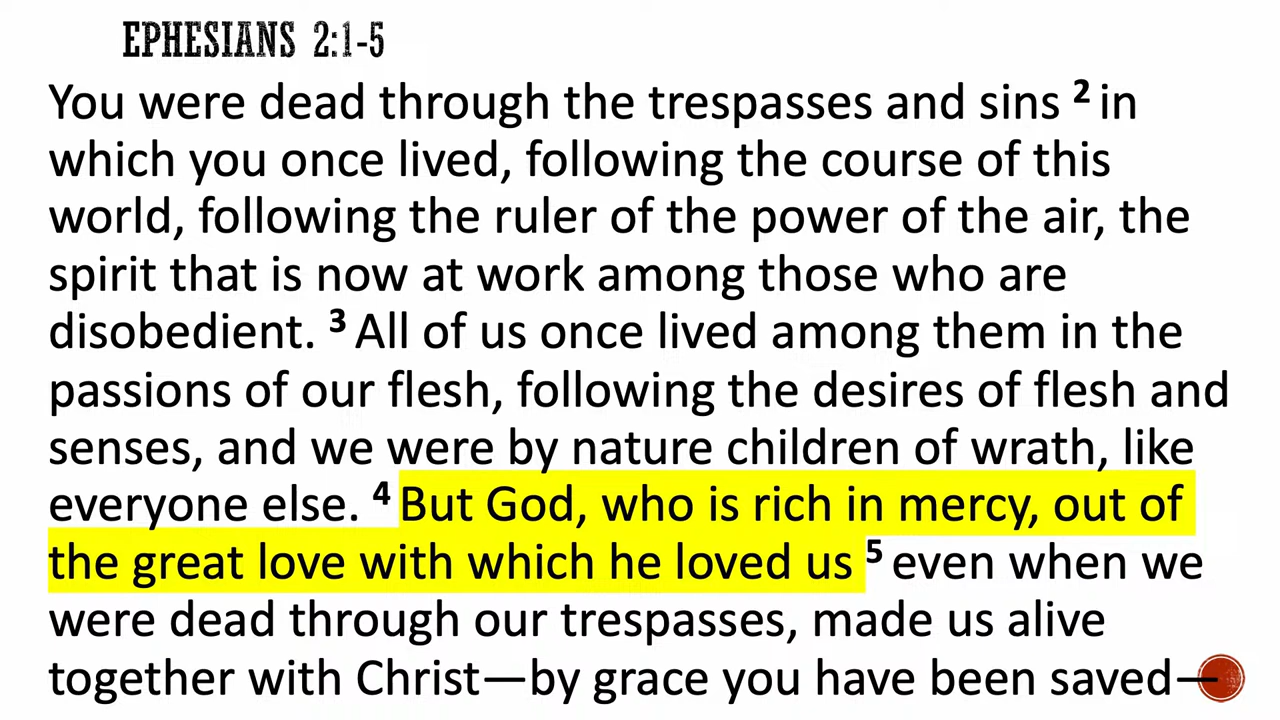 EPHESIANS 2:1-5
You were dead through the trespasses and sins ² in
which you once lived, following the course of this
world, following the ruler of the power of the air, the
spirit that is now at work among those who are
disobedient. ³ All of us once lived among them in the
passions of our flesh, following the desires of flesh and
senses, and we were by nature children of wrath, like
everyone else. ⁴ But God, who is rich in mercy, out of
the great love with which he loved us ⁵ even when we
were dead through our trespasses, made us alive
together with Christ—by grace you have been saved—